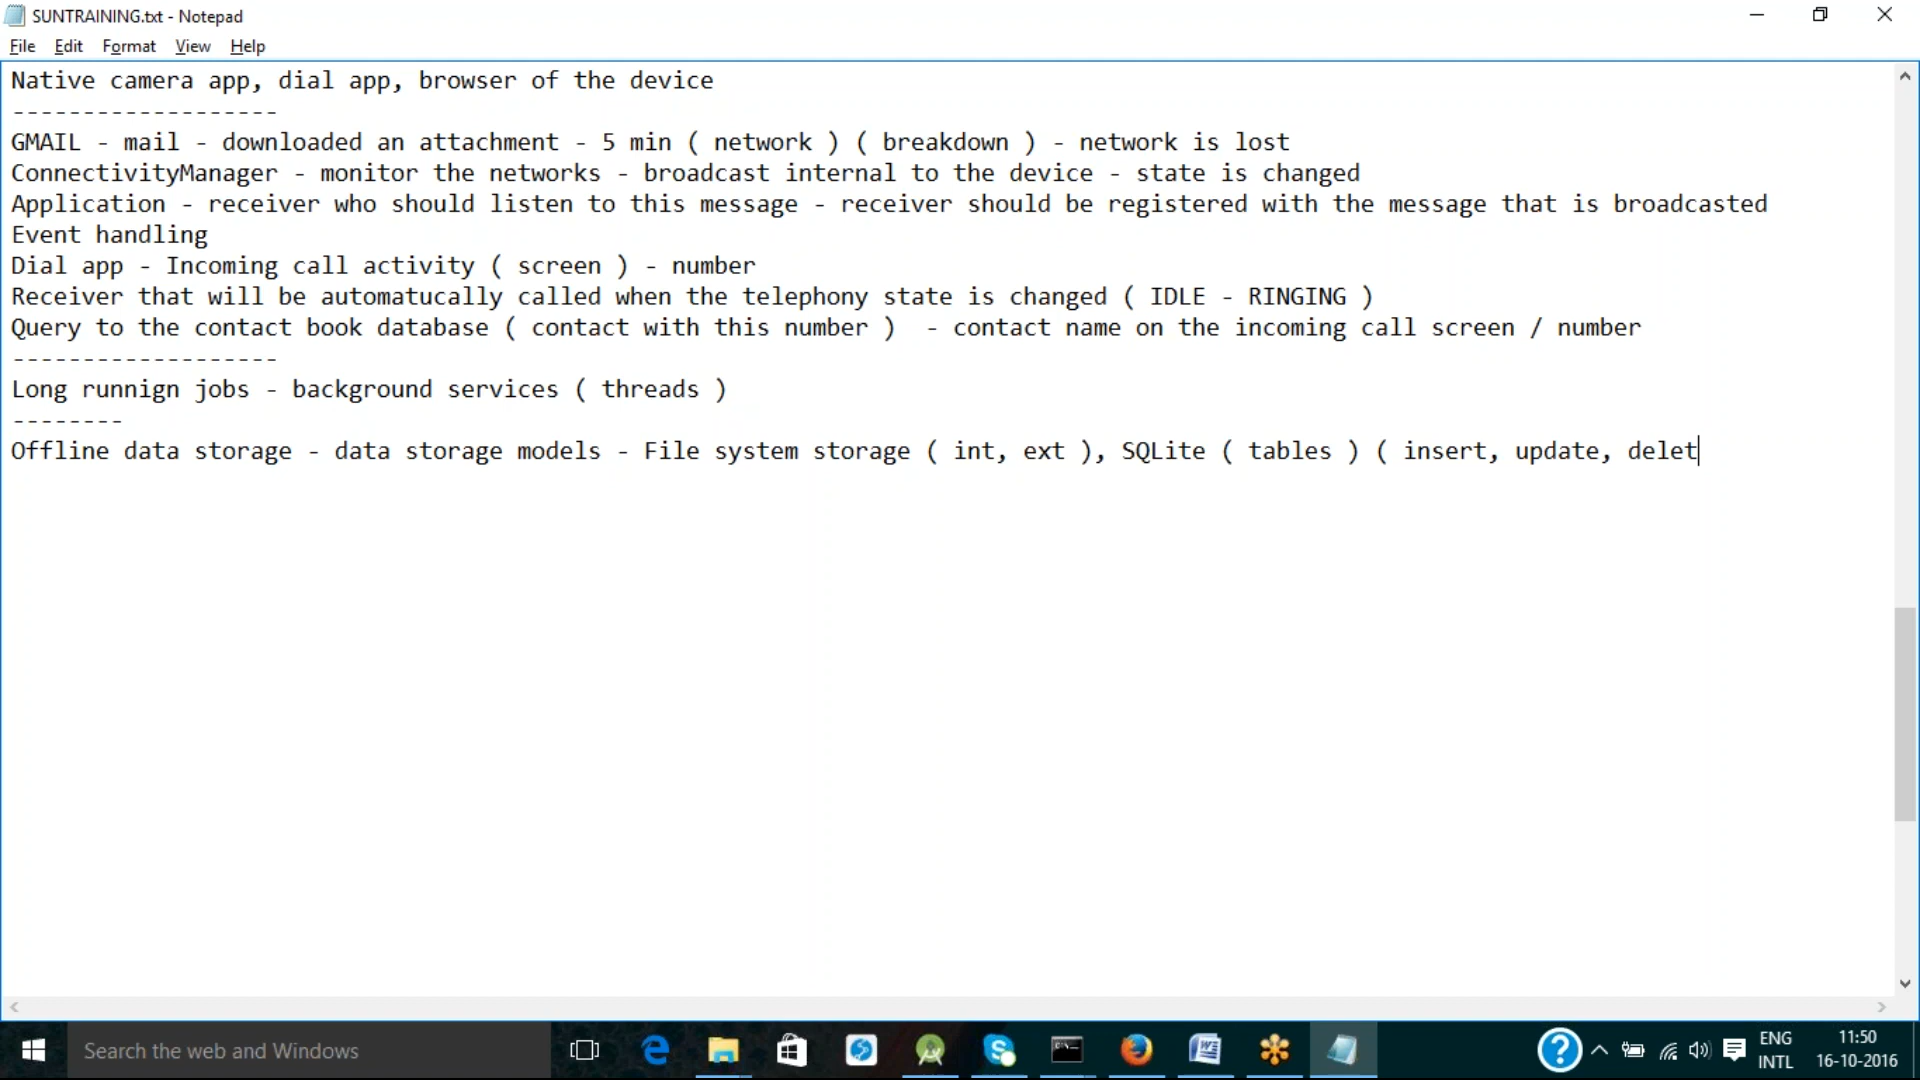 SUNTRAINING.txt - Notepad
File Edit Format View Help
Native camera app, dial app, browser of the device
-------------------
GMAIL - mail - downloaded an attachment - 5 min ( network ) ( breakdown ) - network is lost
ConnectivityManager - monitor the networks - broadcast internal to the device - state is changed
Application - receiver who should listen to this message - receiver should be registered with the message that is broadcasted
Event handling
Dial app - Incoming call activity ( screen ) - number
Receiver that will be automatucally called when the telephony state is changed ( IDLE - RINGING )
Query to the contact book database ( contact with this number )  - contact name on the incoming call screen / number
-------------------
Long runnign jobs - background services ( threads )
--------
Offline data storage - data storage models - File system storage ( int, ext ), SQLite ( tables ) ( insert, update, delet
Search the web and Windows
ENG
INTL
11:50
16-10-2016